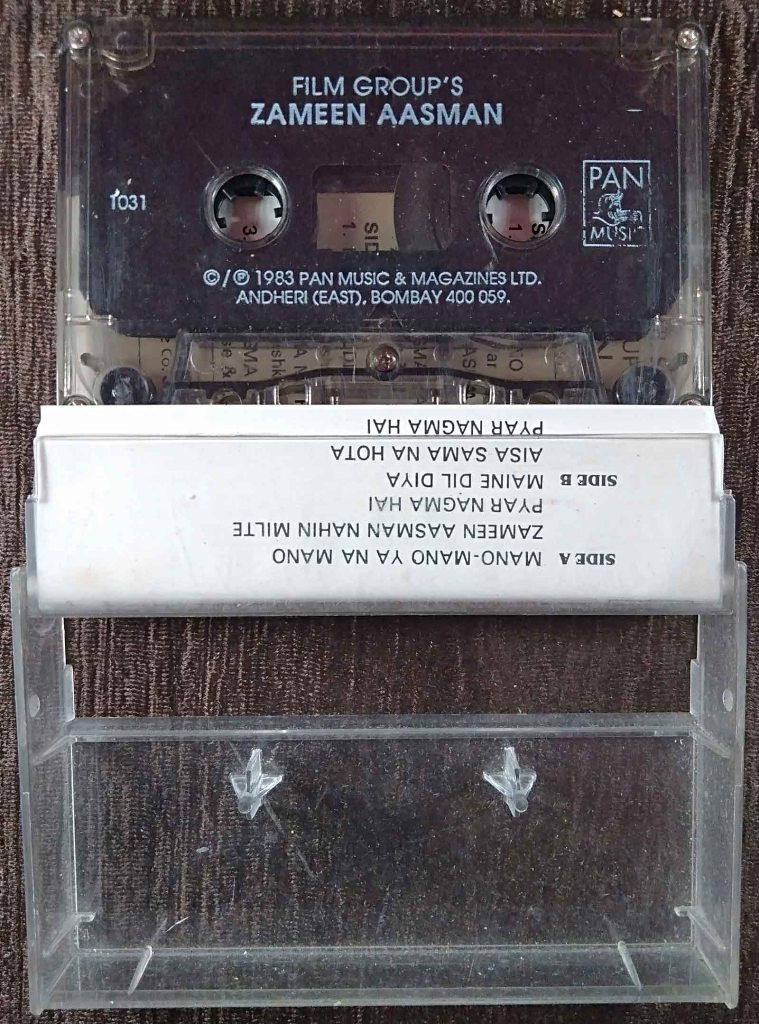 FILM GROUP'S
ZAMEEN AASMAN
1031
PAN
MUSIC
©/℗ 1983 PAN MUSIC & MAGAZINES LTD.
ANDHERI (EAST), BOMBAY 400 059.
SIDE A MANO-MANO YA NA MANO
ZAMEEN AASMAN NAHIN MILTE
PYAR NAGMA HAI
SIDE B MAINE DIL DIYA
AISA SAMA NA HOTA
PYAR NAGMA HAI